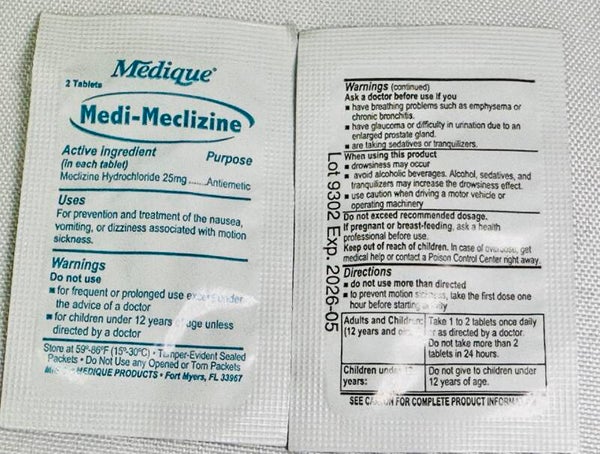 Medique®
2 Tablets
Medi-Meclizine
Active ingredient
(in each tablet) Purpose
Meclizine Hydrochloride 25mg ......Antiemetic
Uses
For prevention and treatment of the nausea,
vomiting, or dizziness associated with motion
sickness.
Warnings
Do not use
■ for frequent or prolonged use except under
the advice of a doctor
■ for children under 12 years of age unless
directed by a doctor
Store at 59°-86°F (15°-30°C) • Tamper-Evident Sealed
Packets • Do Not Use any Opened or Torn Packets
MEDIQUE PRODUCTS • Fort Myers, FL 33967
Warnings (continued)
Ask a doctor before use if you
■ have breathing problems such as emphysema or
chronic bronchitis.
■ have glaucoma or difficulty in urination due to an
enlarged prostate gland.
■ are taking sedatives or tranquilizers.
When using this product
■ drowsiness may occur
■ avoid alcoholic beverages. Alcohol, sedatives, and
tranquilizers may increase the drowsiness effect.
■ use caution when driving a motor vehicle or
operating machinery
Do not exceed recommended dosage.
If pregnant or breast-feeding, ask a health
professional before use.
Keep out of reach of children. In case of overdose, get
medical help or contact a Poison Control Center right away.
Directions
■ do not use more than directed
■ to prevent motion sickness, take the first dose one
hour before starting activity
Adults and Children: Take 1 to 2 tablets once daily
(12 years and or as directed by a doctor.
Do not take more than 2
tablets in 24 hours.
Children under 12 Do not give to children under
years: 12 years of age.
SEE CARTON FOR COMPLETE PRODUCT INFORMATION
Lot 9302 Exp. 2026-05